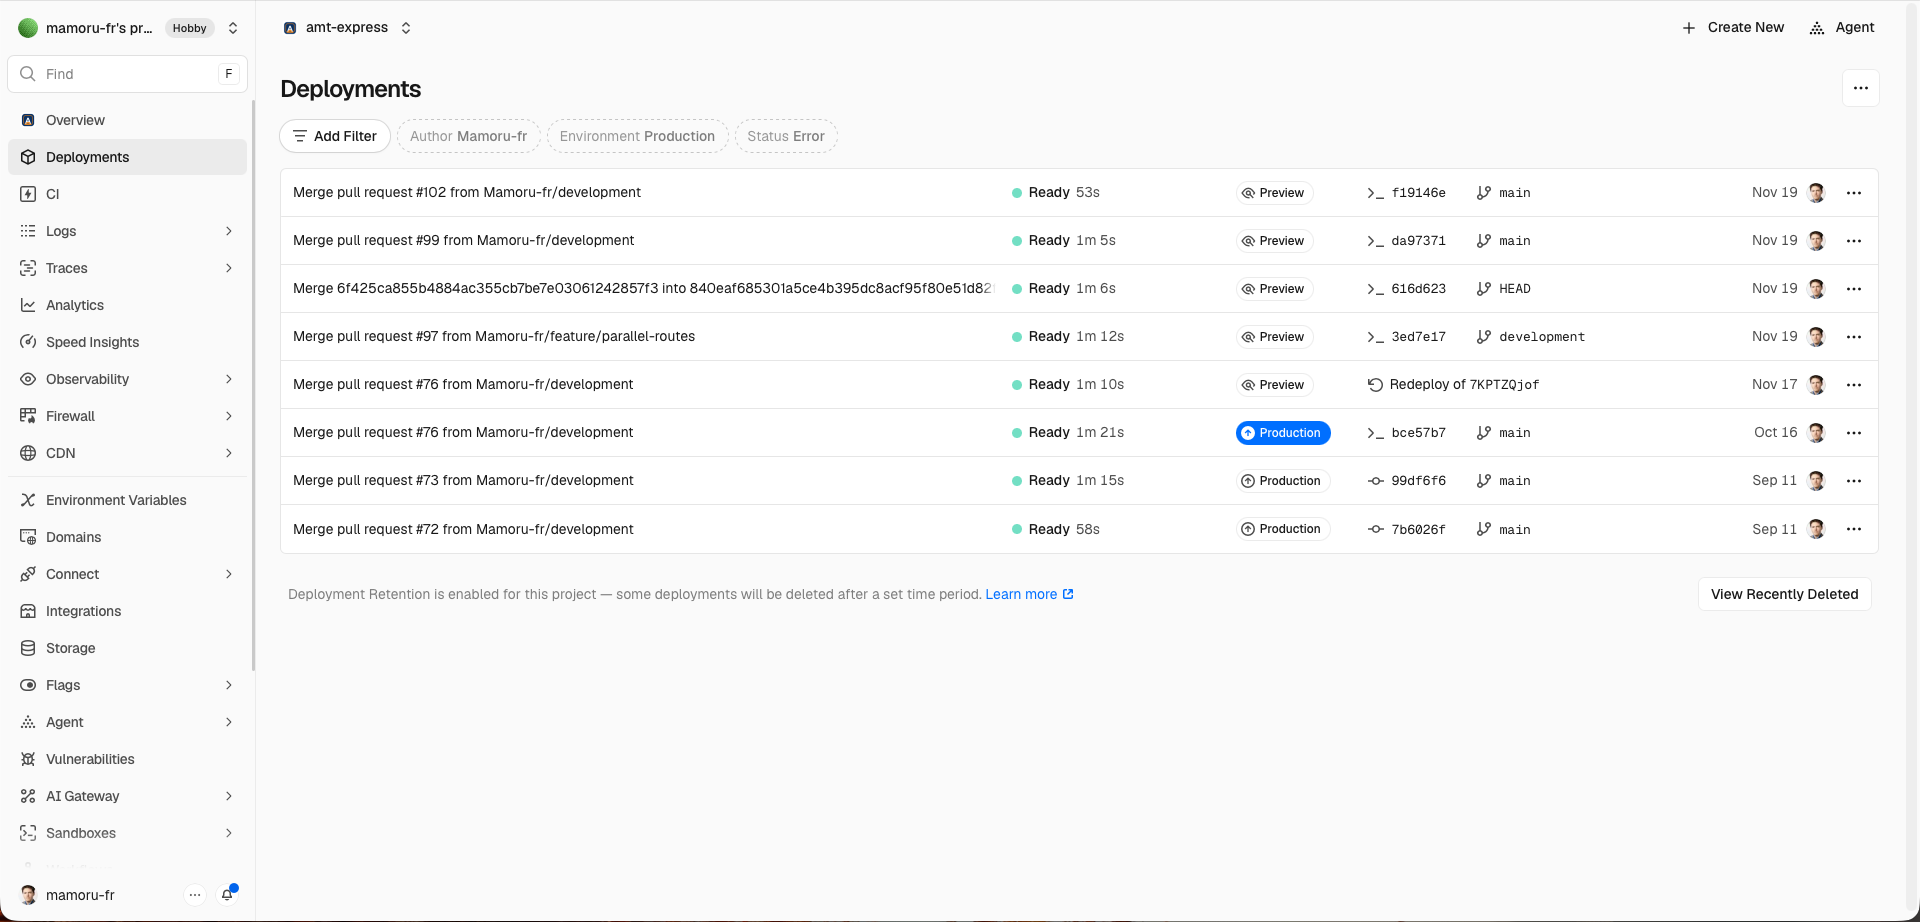 mamoru-fr's pr... Hobby
amt-express
Create New Agent
Find F
Overview
Deployments
CI
Logs
Traces
Analytics
Speed Insights
Observability
Firewall
CDN
Environment Variables
Domains
Connect
Integrations
Storage
Flags
Agent
Vulnerabilities
AI Gateway
Sandboxes
mamoru-fr
Deployments
Add Filter Author Mamoru-fr Environment Production Status Error
Merge pull request #102 from Mamoru-fr/development Ready 53s Preview f19146e main Nov 19
Merge pull request #99 from Mamoru-fr/development Ready 1m 5s Preview da97371 main Nov 19
Merge 6f425ca855b4884ac355cb7be7e03061242857f3 into 840eaf685301a5ce4b395dc8acf95f80e51d82 Ready 1m 6s Preview 616d623 HEAD Nov 19
Merge pull request #97 from Mamoru-fr/feature/parallel-routes Ready 1m 12s Preview 3ed7e17 development Nov 19
Merge pull request #76 from Mamoru-fr/development Ready 1m 10s Preview Redeploy of 7KPTZQjof Nov 17
Merge pull request #76 from Mamoru-fr/development Ready 1m 21s Production bce57b7 main Oct 16
Merge pull request #73 from Mamoru-fr/development Ready 1m 15s Production 99df6f6 main Sep 11
Merge pull request #72 from Mamoru-fr/development Ready 58s Production 7b6026f main Sep 11
Deployment Retention is enabled for this project — some deployments will be deleted after a set time period. Learn more
View Recently Deleted